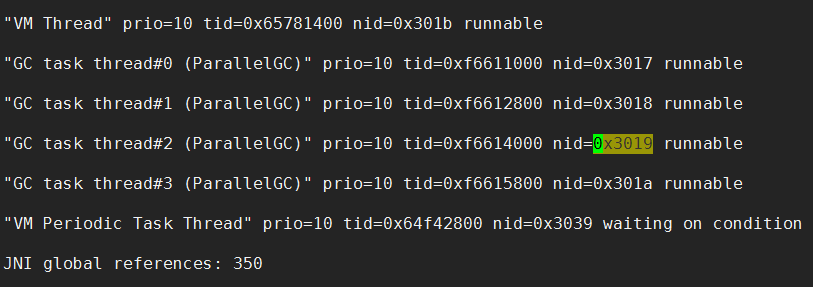 "VM Thread" prio=10 tid=0x65781400 nid=0x301b runnable
"GC task thread#0 (ParallelGC)" prio=10 tid=0xf6611000 nid=0x3017 runnable
"GC task thread#1 (ParallelGC)" prio=10 tid=0xf6612800 nid=0x3018 runnable
"GC task thread#2 (ParallelGC)" prio=10 tid=0xf6614000 nid=0x3019 runnable
"GC task thread#3 (ParallelGC)" prio=10 tid=0xf6615800 nid=0x301a runnable
"VM Periodic Task Thread" prio=10 tid=0x64f42800 nid=0x3039 waiting on condition
JNI global references: 350